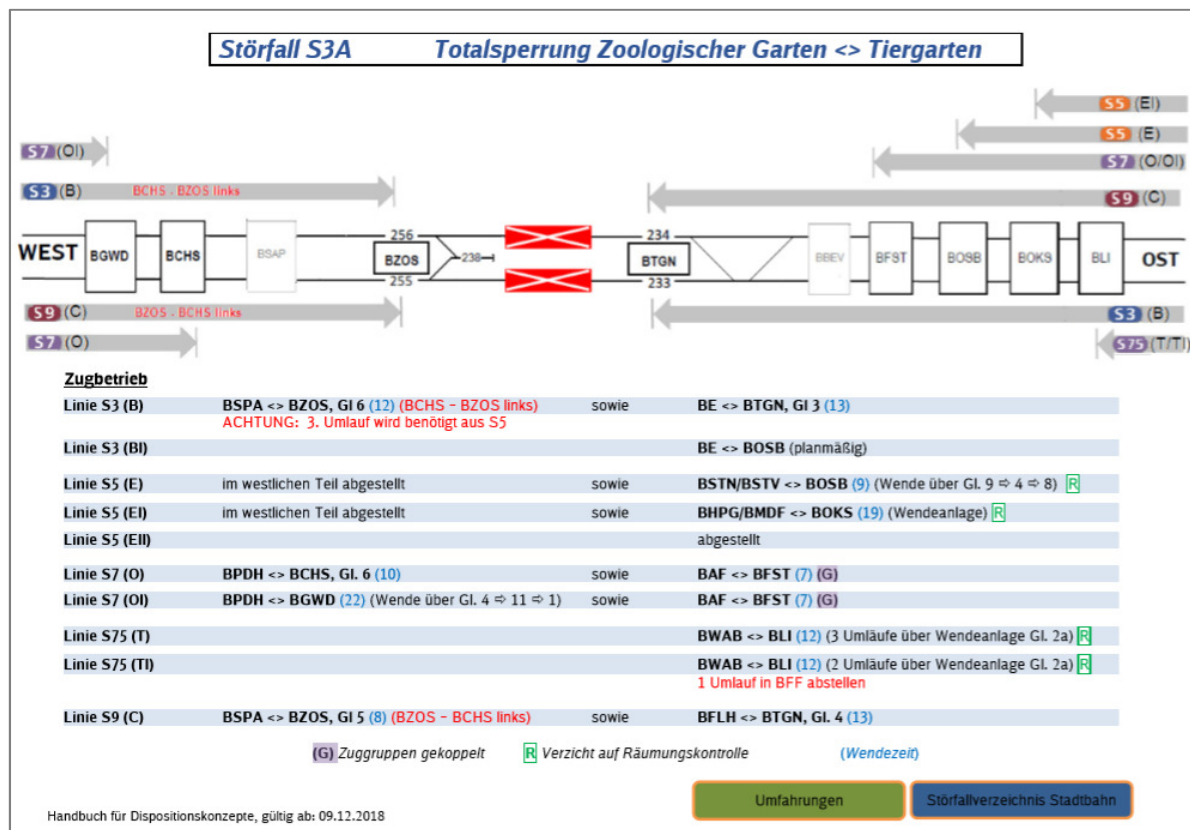 Störfall S3A Totalsperrung Zoologischer Garten <> Tiergarten
S5 (EI)
S5 (E)
S7 (OI)
S7 (O/OI)
S3 (B) BCHS - BZOS links
S9 (C)
256 234
WEST BGWD BCHS BSAP BZOS 238 BTGN BBEV BFST BOSB BOKS BLI OST
255 233
S9 (C) BZOS - BCHS links
S3 (B)
S7 (O)
S75 (T/TI)
Zugbetrieb
Linie S3 (B) BSPA <> BZOS, Gl 6 (12) (BCHS – BZOS links) sowie BE <> BTGN, Gl 3 (13)
ACHTUNG: 3. Umlauf wird benötigt aus S5
Linie S3 (BI) BE <> BOSB (planmäßig)
Linie S5 (E) im westlichen Teil abgestellt sowie BSTN/BSTV <> BOSB (9) (Wende über Gl. 9 ⇨ 4 ⇨ 8) R
Linie S5 (EI) im westlichen Teil abgestellt sowie BHPG/BMDF <> BOKS (19) (Wendeanlage) R
Linie S5 (EII) abgestellt
Linie S7 (O) BPDH <> BCHS, Gl. 6 (10) sowie BAF <> BFST (7) (G)
Linie S7 (OI) BPDH <> BGWD (22) (Wende über Gl. 4 ⇨ 11 ⇨ 1) sowie BAF <> BFST (7) (G)
Linie S75 (T) BWAB <> BLI (12) (3 Umläufe über Wendeanlage Gl. 2a) R
Linie S75 (TI) BWAB <> BLI (12) (2 Umläufe über Wendeanlage Gl. 2a) R
1 Umlauf in BFF abstellen
Linie S9 (C) BSPA <> BZOS, Gl 5 (8) (BZOS – BCHS links) sowie BFLH <> BTGN, Gl. 4 (13)
(G) Zuggruppen gekoppelt R Verzicht auf Räumungskontrolle (Wendezeit)
Umfahrungen Störfallverzeichnis Stadtbahn
Handbuch für Dispositionskonzepte, gültig ab: 09.12.2018